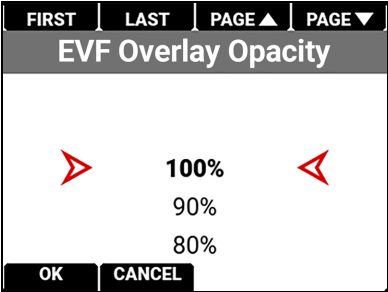 FIRST LAST PAGE▲ PAGE▼
EVF Overlay Opacity
100%
90%
80%
OK CANCEL